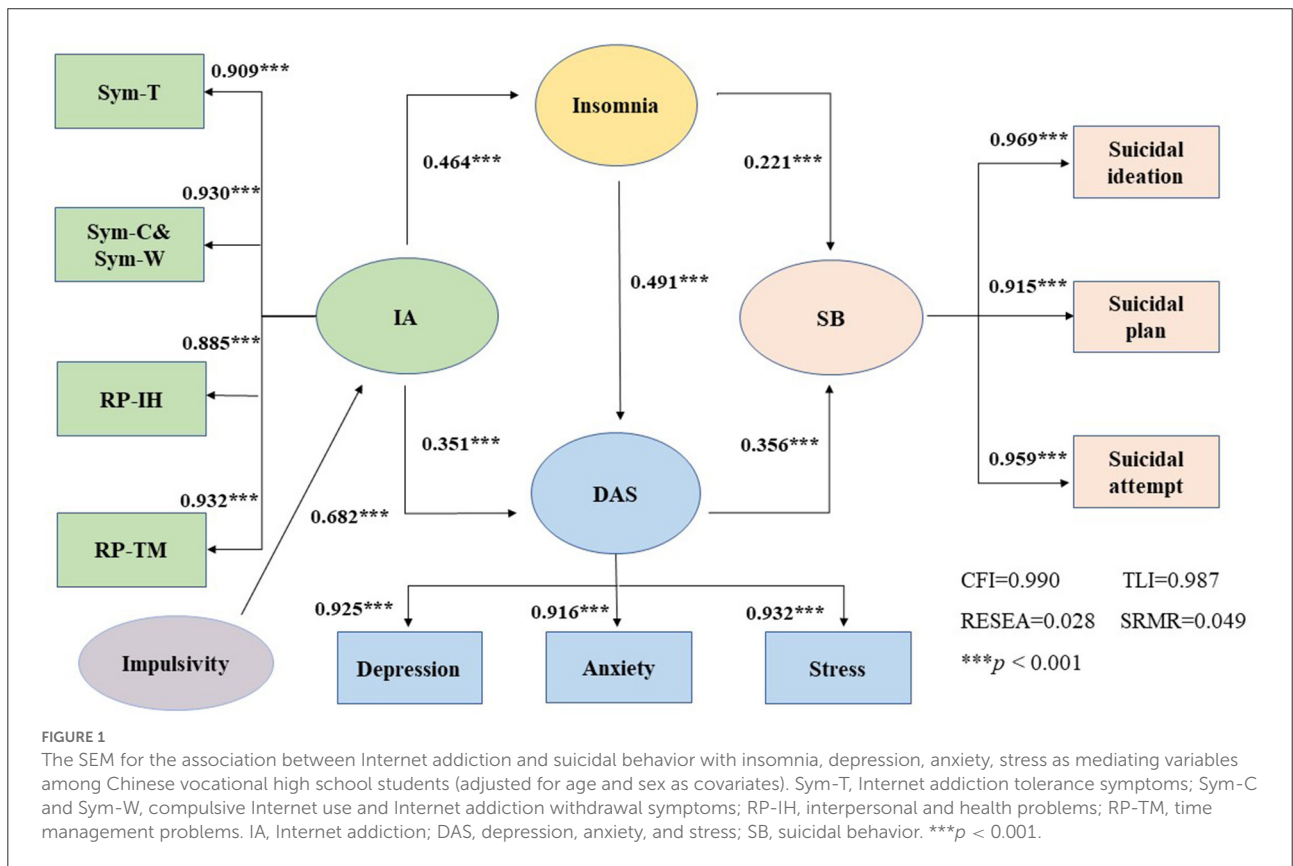 0.909***
Sym-T
Insomnia
0.464***
0.221***
0.969***
Suicidal
ideation
0.930***
Sym-C&
Sym-W
0.491***
IA
SB
0.915***
Suicidal
plan
0.885***
RP-IH
0.351***
0.356***
DAS
0.959***
Suicidal
attempt
0.932***
RP-TM
0.682***
CFI=0.990 TLI=0.987
RESEA=0.028 SRMR=0.049
***p < 0.001
Impulsivity
0.925***
0.916***
0.932***
Depression
Anxiety
Stress
FIGURE 1
The SEM for the association between Internet addiction and suicidal behavior with insomnia, depression, anxiety, stress as mediating variables
among Chinese vocational high school students (adjusted for age and sex as covariates). Sym-T, Internet addiction tolerance symptoms; Sym-C
and Sym-W, compulsive Internet use and Internet addiction withdrawal symptoms; RP-IH, interpersonal and health problems; RP-TM, time
management problems. IA, Internet addiction; DAS, depression, anxiety, and stress; SB, suicidal behavior. ***p < 0.001.